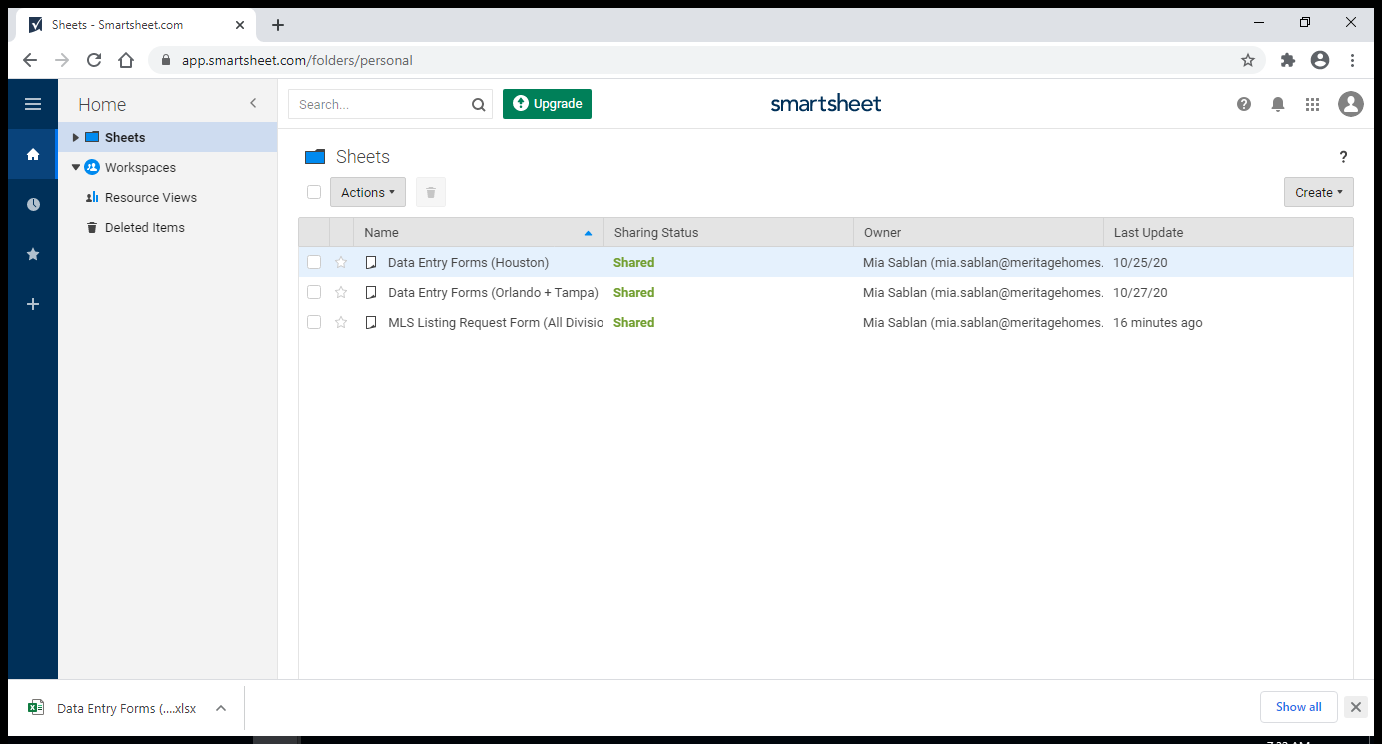 Sheets - Smartsheet.com
app.smartsheet.com/folders/personal
Home
Search...
Upgrade
smartsheet
Sheets
Workspaces
Resource Views
Deleted Items
Sheets
?
Actions
Create
Name Sharing Status Owner Last Update
Data Entry Forms (Houston) Shared Mia Sablan (mia.sablan@meritagehomes. 10/25/20
Data Entry Forms (Orlando + Tampa) Shared Mia Sablan (mia.sablan@meritagehomes. 10/27/20
MLS Listing Request Form (All Divisio Shared Mia Sablan (mia.sablan@meritagehomes. 16 minutes ago
Data Entry Forms (....xlsx
Show all